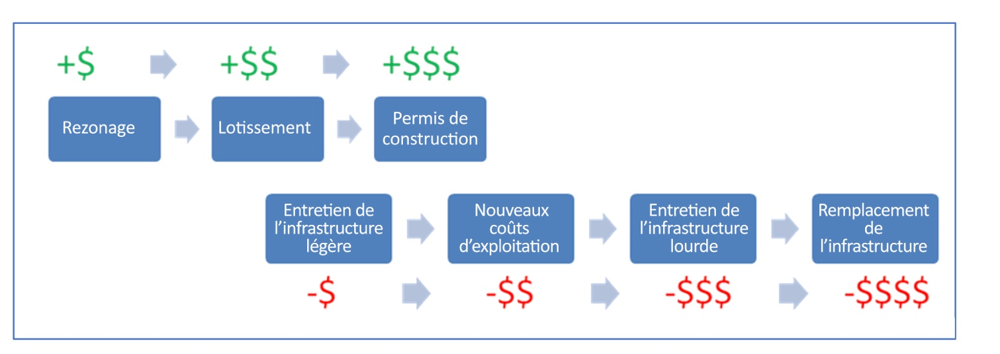 +$ +$$ +$$$
Rezonage
Lotissement
Permis de
construction
Entretien de
l’infrastructure
légère
Nouveaux
coûts
d’exploitation
Entretien de
l’infrastructure
lourde
Remplacement
de
l’infrastructure
-$ -$$ -$$$ -$$$$